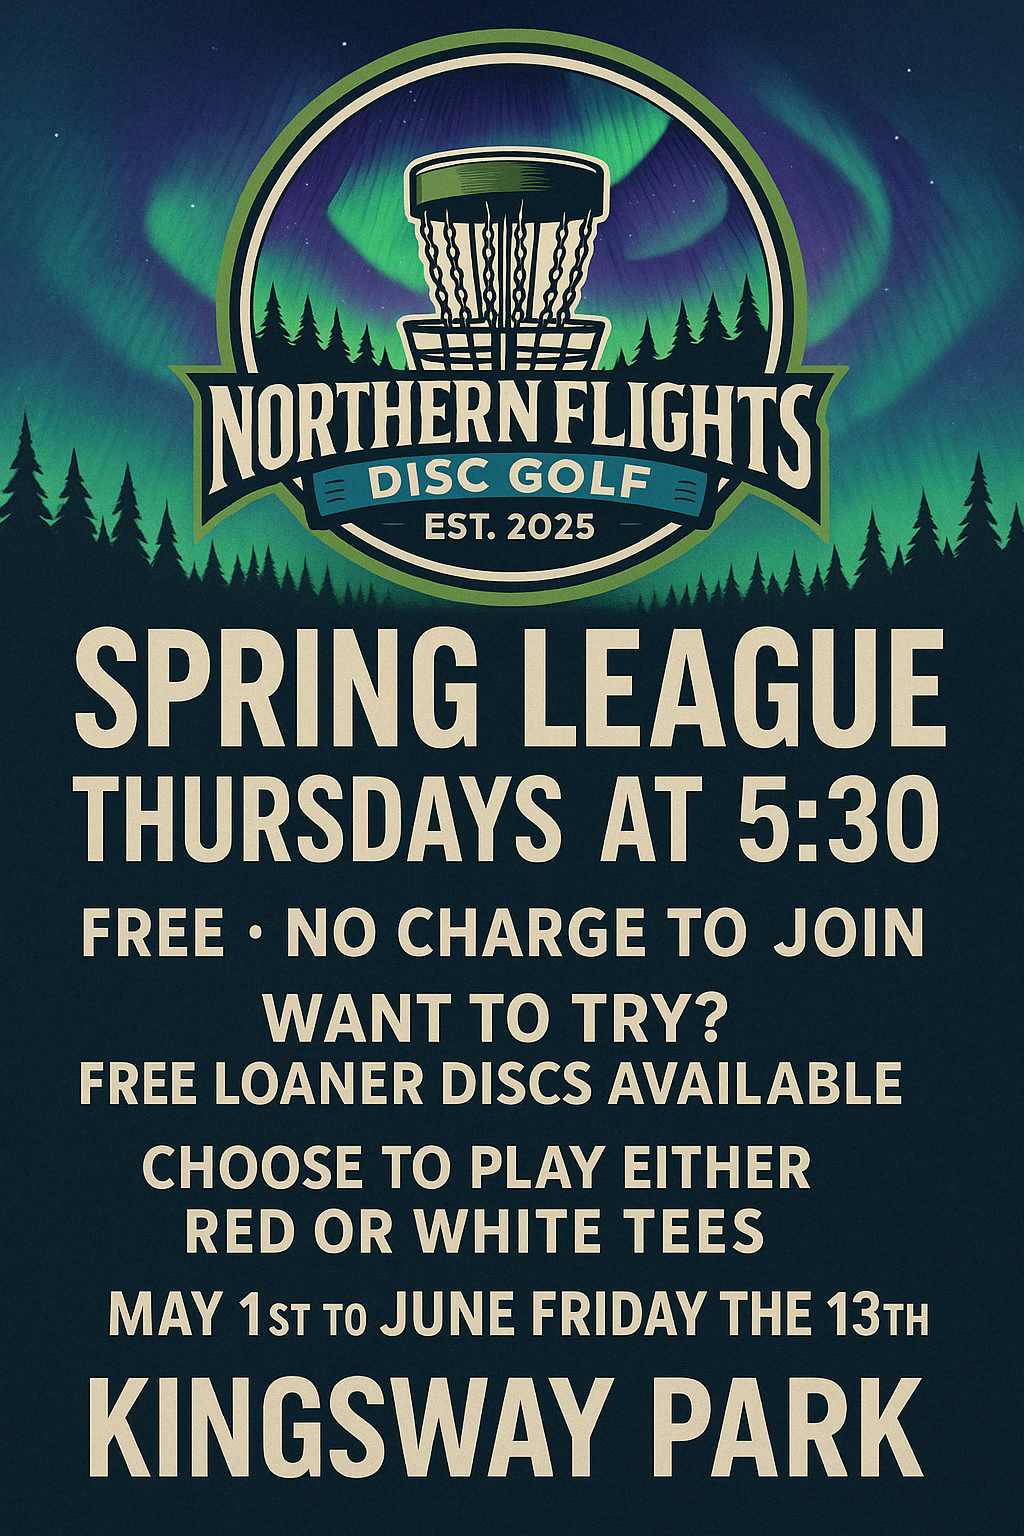 NORTHERN FLIGHTS
DISC GOLF
EST. 2025
SPRING LEAGUE
THURSDAYS AT 5:30
FREE · NO CHARGE TO JOIN
WANT TO TRY?
FREE LOANER DISCS AVAILABLE
CHOOSE TO PLAY EITHER
RED OR WHITE TEES
MAY 1ST TO JUNE FRIDAY THE 13TH
KINGSWAY PARK